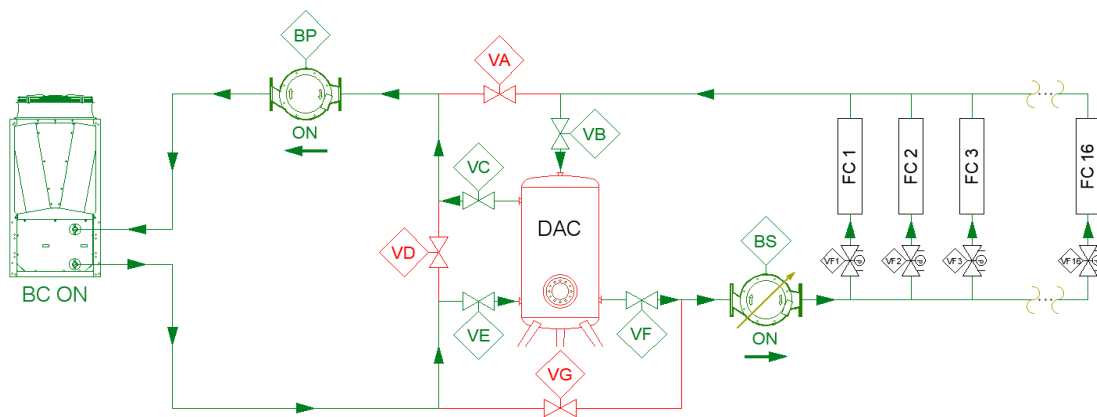 BP
VA
ON
VB
VC
FC 1
FC 2
FC 3
FC 16
DAC
VD
BS
VF1
VF2
VF3
VF16
BC ON
VE
VF
ON
VG